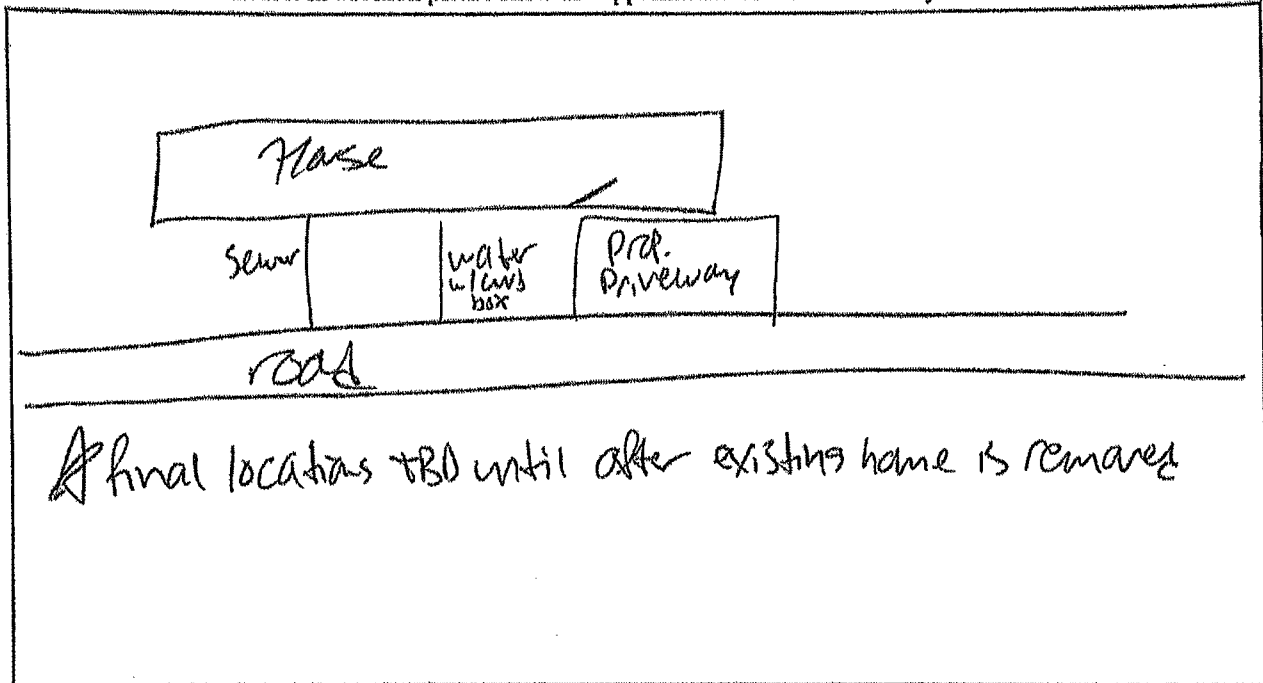 House
sewer
water
w/ curb
box
Prop.
Driveway
road
final locations TBD until after existing home is removed